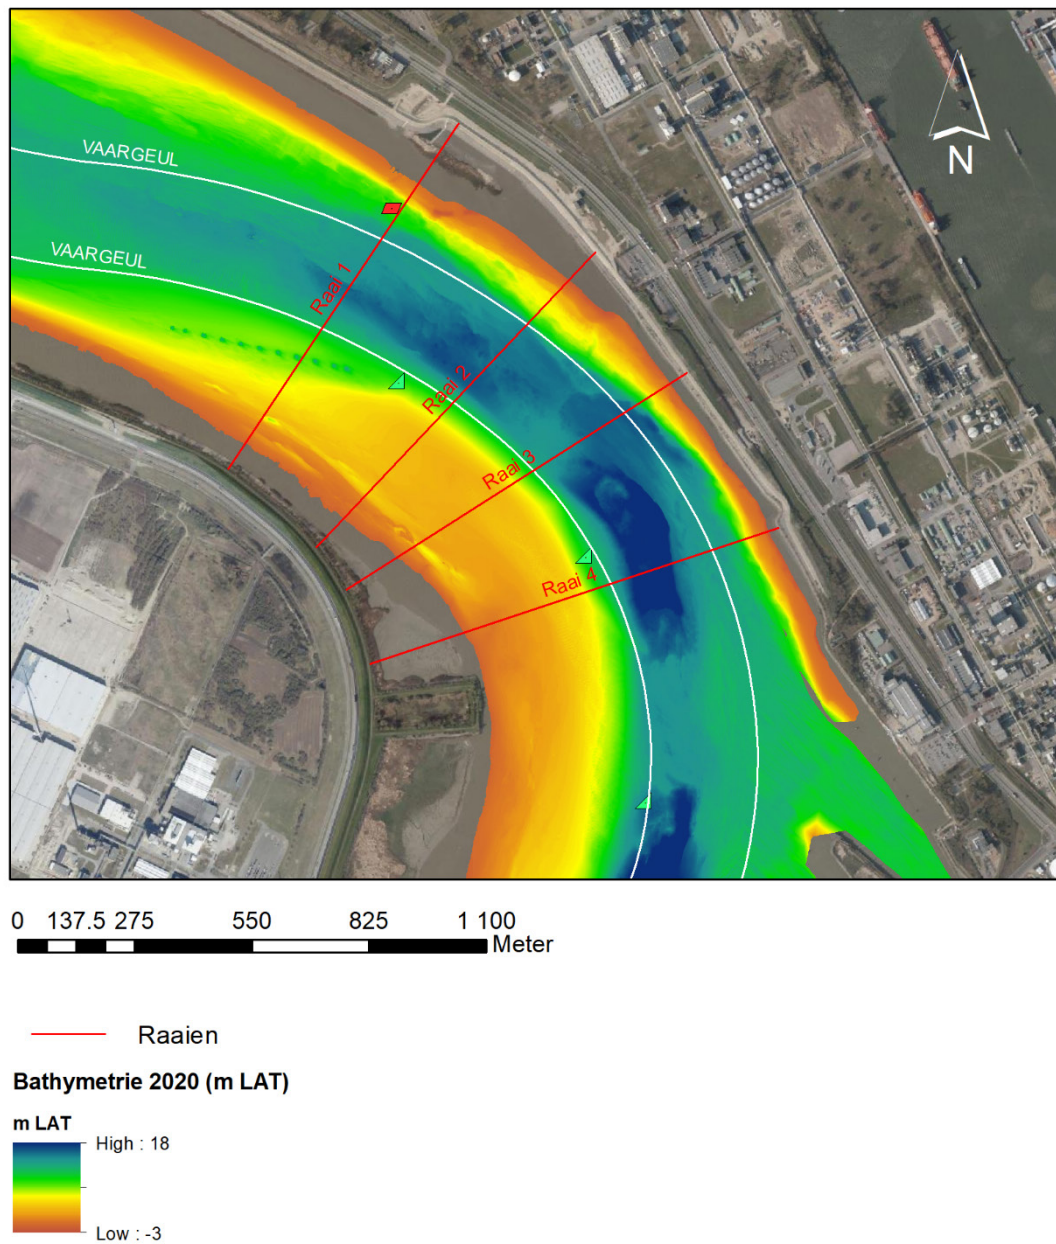 N
VAARGEUL
VAARGEUL
Raai 1
Raai 2
Raai 3
Raai 4
0 137.5 275 550 825 1 100
Meter
Raaien
Bathymetrie 2020 (m LAT)
m LAT
High : 18
Low : -3